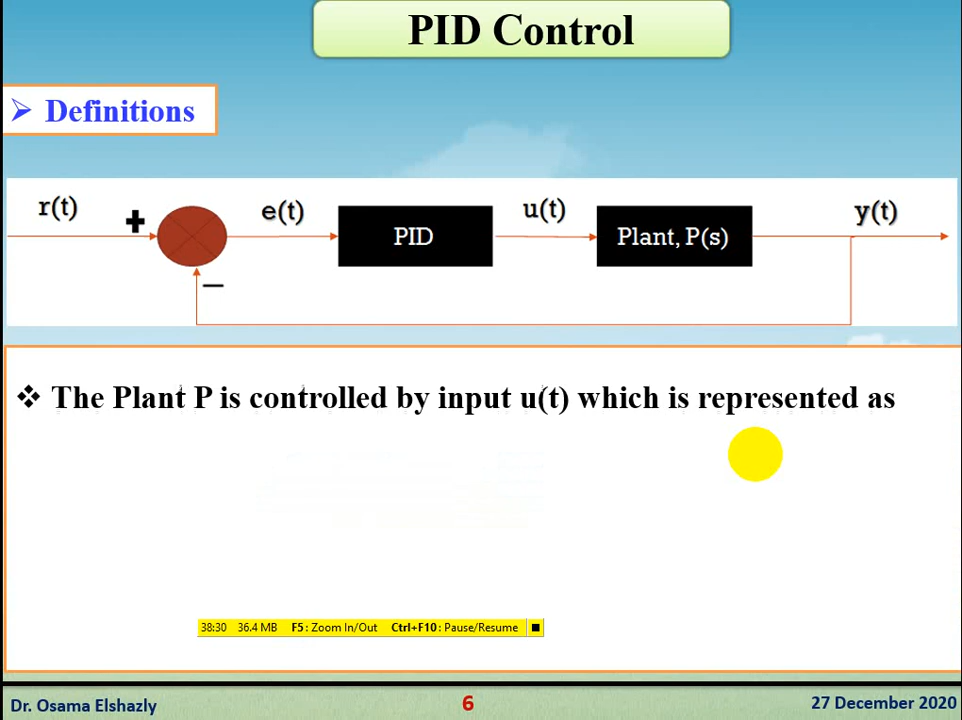 PID Control
➢ Definitions
r(t)
+
e(t)
PID
u(t)
Plant, P(s)
y(t)
−
❖ The Plant P is controlled by input u(t) which is represented as
38:30 36.4 MB F5: Zoom In/Out Ctrl+F10: Pause/Resume
Dr. Osama Elshazly 6 27 December 2020